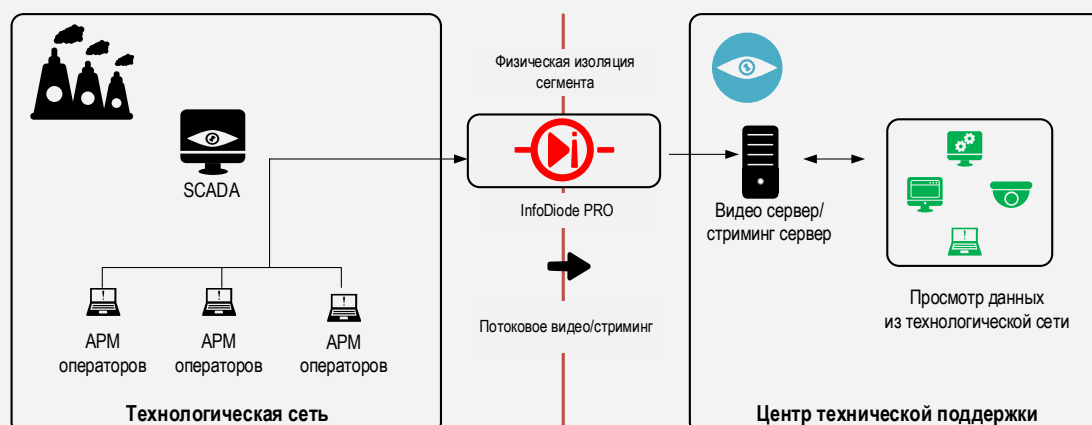 SCADA
АРМ
операторов
АРМ
операторов
АРМ
операторов
Технологическая сеть
Физическая изоляция
сегмента
InfoDiode PRO
Потоковое видео/стриминг
Видео сервер/
стриминг сервер
Просмотр данных
из технологической сети
Центр технической поддержки